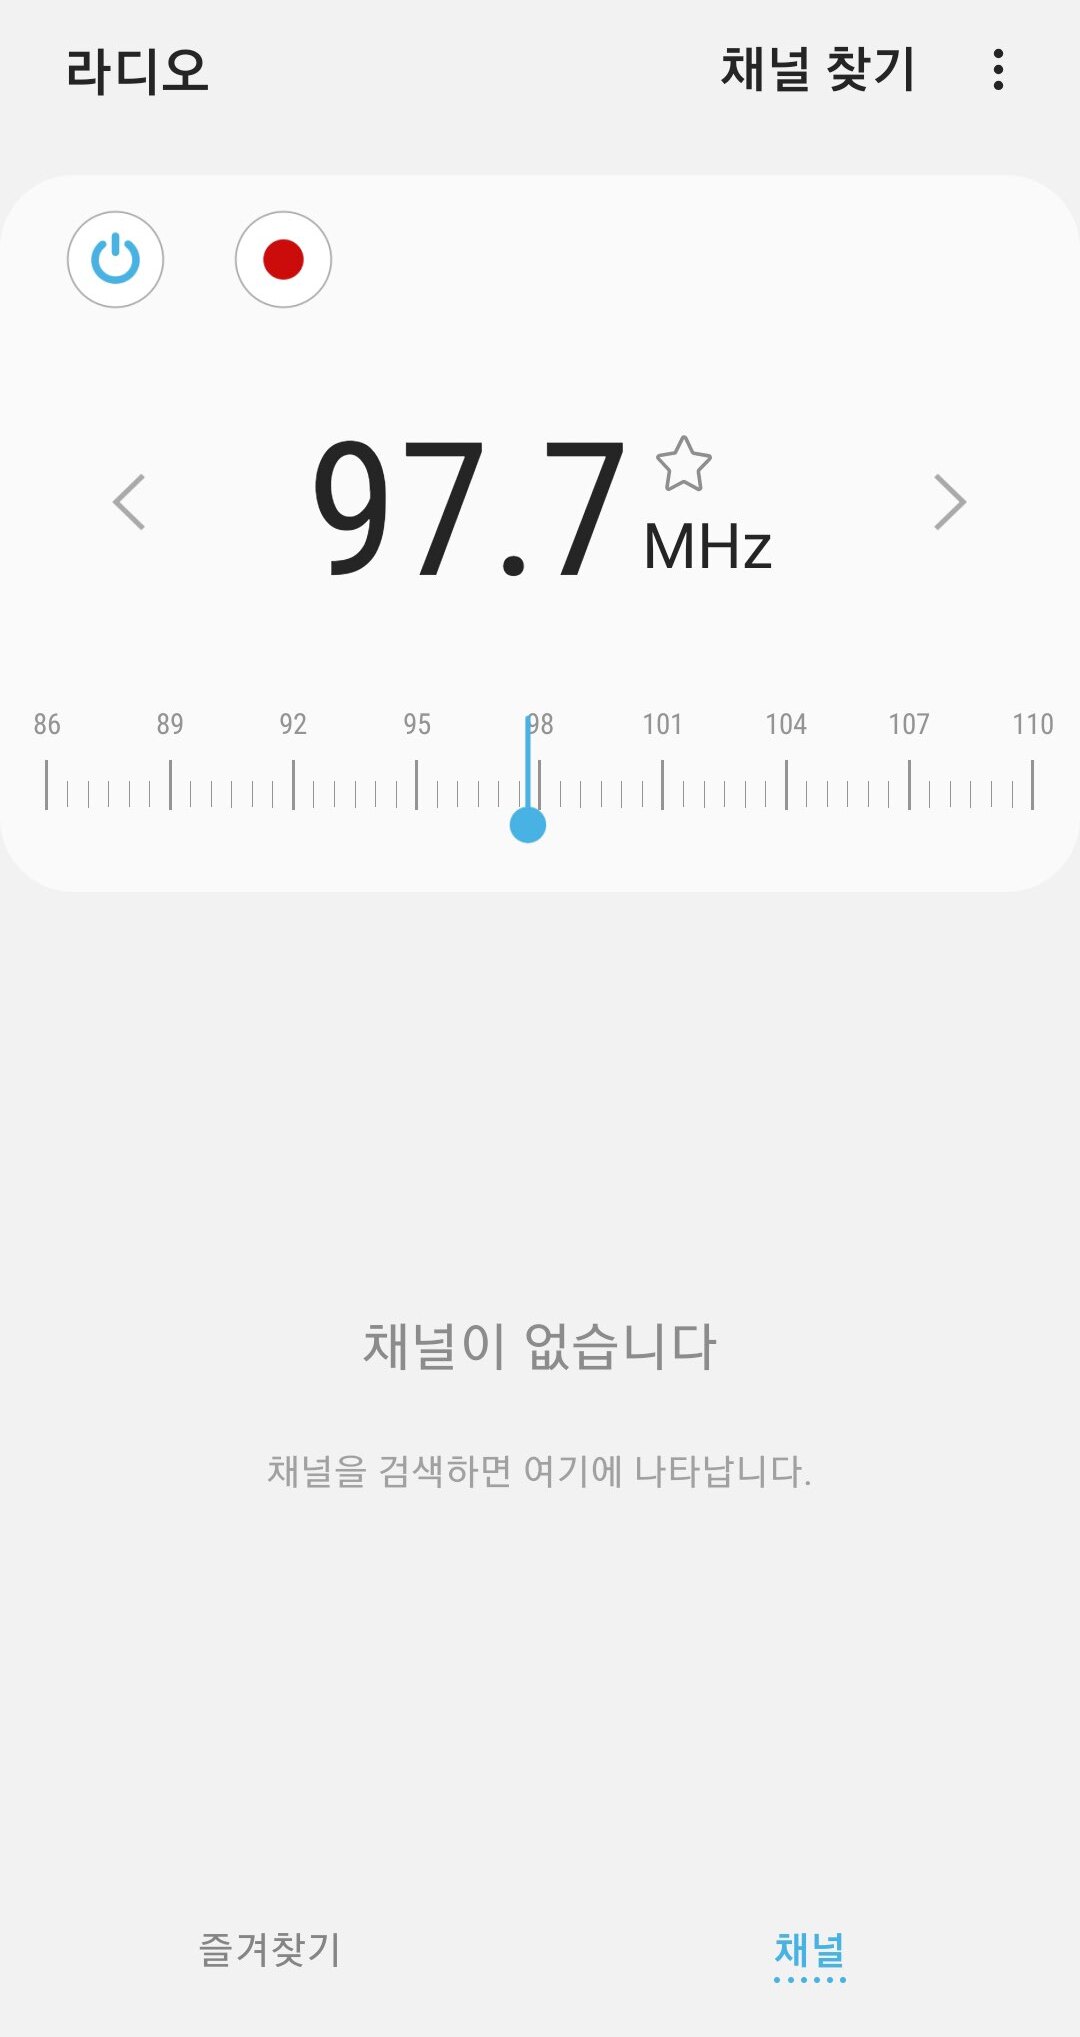 라디오
채널 찾기
97.7
MHz
86 89 92 95 98 101 104 107 110
채널이 없습니다
채널을 검색하면 여기에 나타납니다.
즐겨찾기
채널